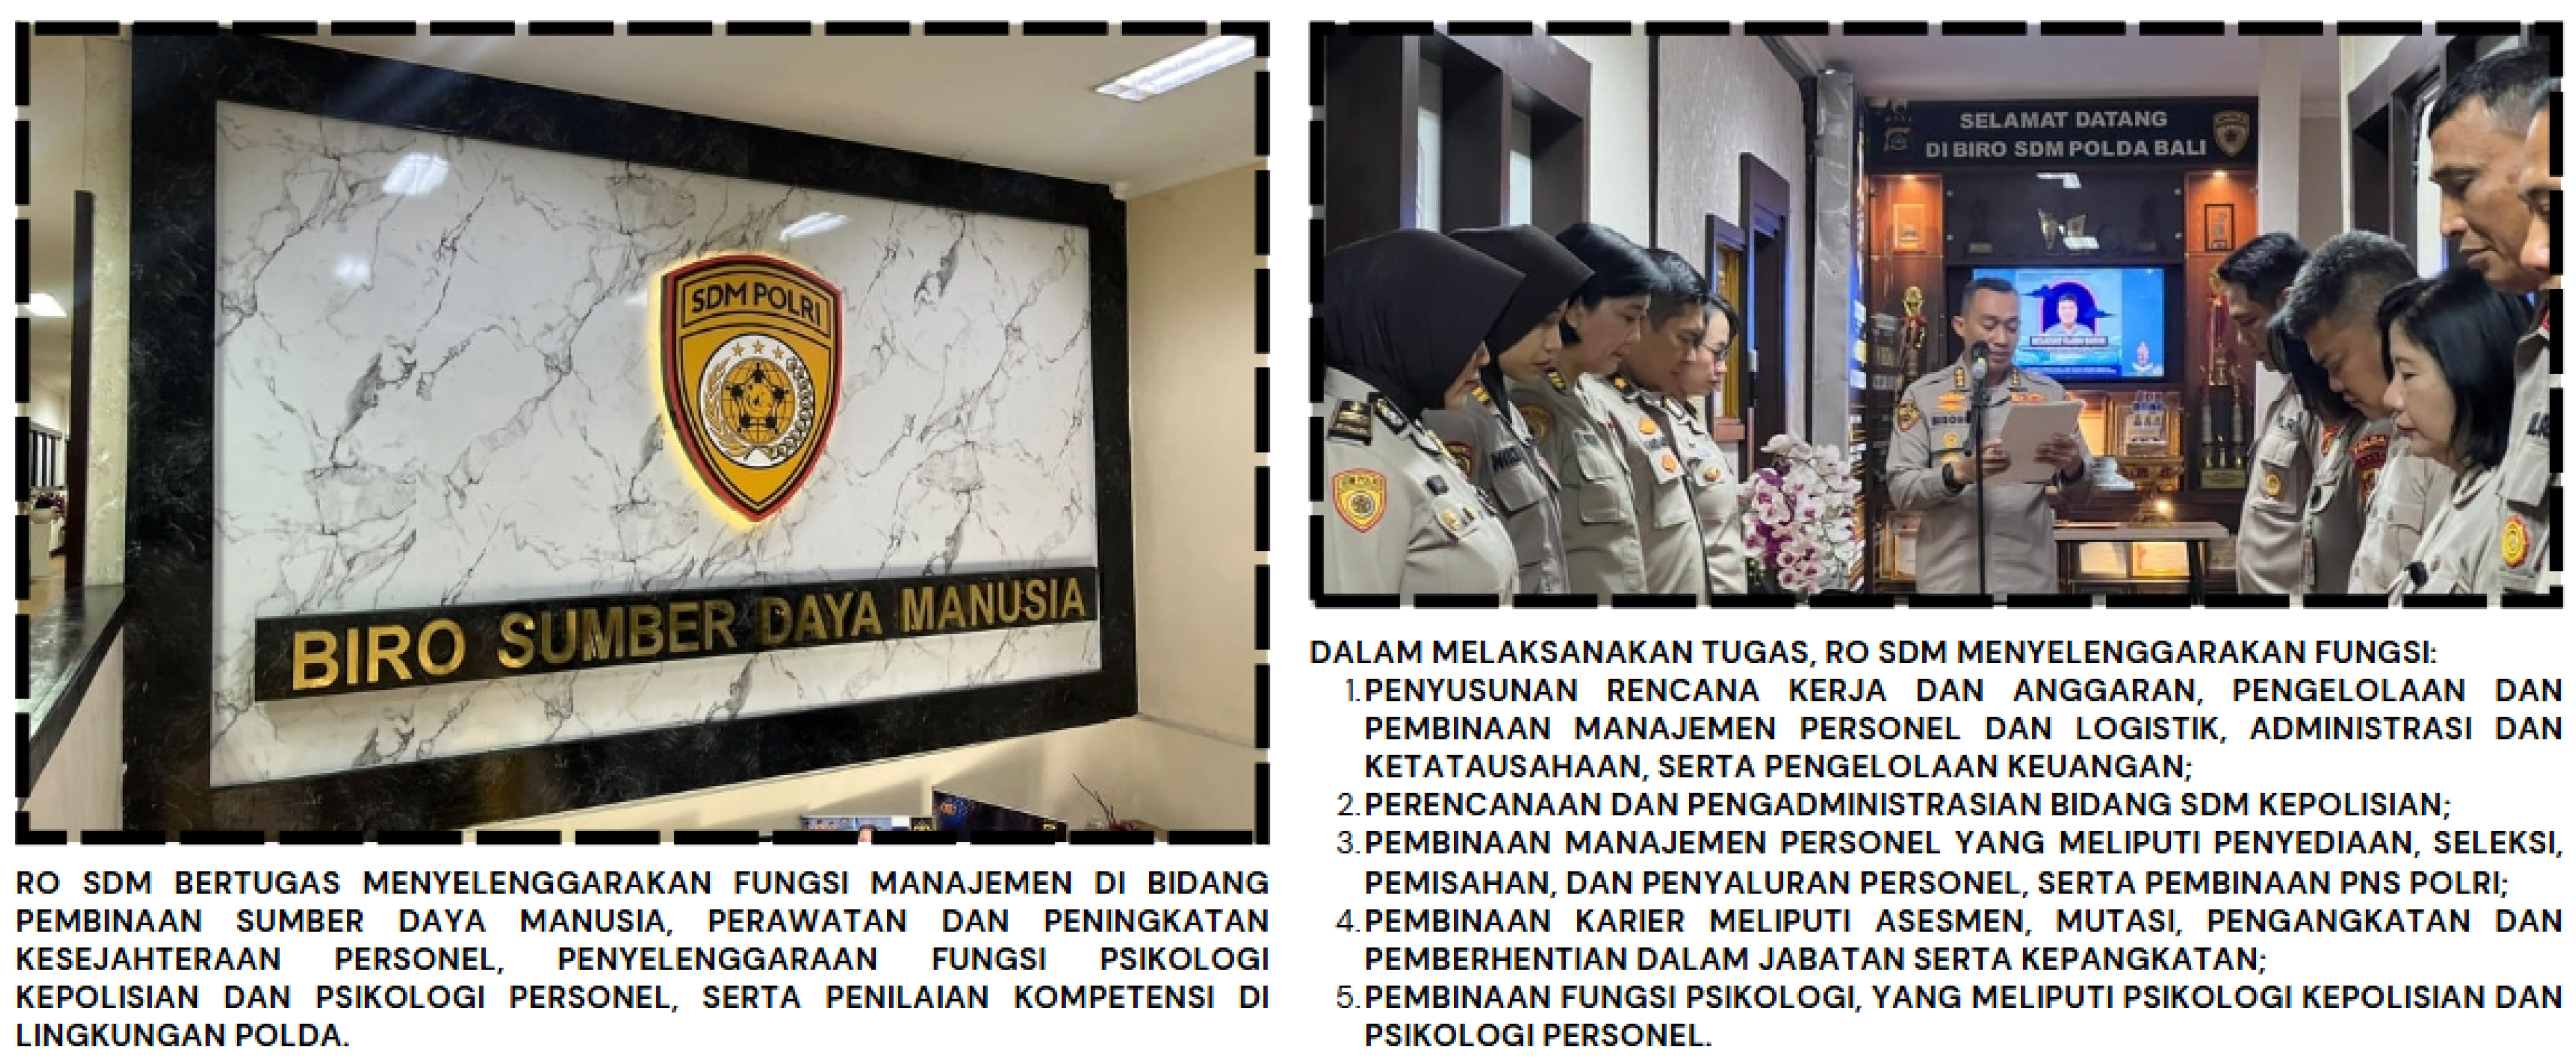 SDM POLRI
BIRO SUMBER DAYA MANUSIA
RO SDM BERTUGAS MENYELENGGARAKAN FUNGSI MANAJEMEN DI BIDANG
PEMBINAAN SUMBER DAYA MANUSIA, PERAWATAN DAN PENINGKATAN
KESEJAHTERAAN PERSONEL, PENYELENGGARAAN FUNGSI PSIKOLOGI
KEPOLISIAN DAN PSIKOLOGI PERSONEL, SERTA PENILAIAN KOMPETENSI DI
LINGKUNGAN POLDA.
SELAMAT DATANG
DI BIRO SDM POLDA BALI
SDM POLRI
DALAM MELAKSANAKAN TUGAS, RO SDM MENYELENGGARAKAN FUNGSI:
1. PENYUSUNAN RENCANA KERJA DAN ANGGARAN, PENGELOLAAN DAN
PEMBINAAN MANAJEMEN PERSONEL DAN LOGISTIK, ADMINISTRASI DAN
KETATAUSAHAAN, SERTA PENGELOLAAN KEUANGAN;
2. PERENCANAAN DAN PENGADMINISTRASIAN BIDANG SDM KEPOLISIAN;
3. PEMBINAAN MANAJEMEN PERSONEL YANG MELIPUTI PENYEDIAAN, SELEKSI,
PEMISAHAN, DAN PENYALURAN PERSONEL, SERTA PEMBINAAN PNS POLRI;
4. PEMBINAAN KARIER MELIPUTI ASESMEN, MUTASI, PENGANGKATAN DAN
PEMBERHENTIAN DALAM JABATAN SERTA KEPANGKATAN;
5. PEMBINAAN FUNGSI PSIKOLOGI, YANG MELIPUTI PSIKOLOGI KEPOLISIAN DAN
PSIKOLOGI PERSONEL.